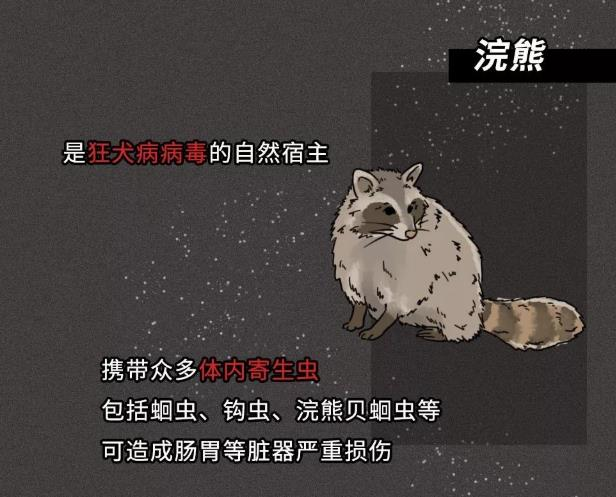 浣熊
是狂犬病病毒的自然宿主
携带众多体内寄生虫
包括蛔虫、钩虫、浣熊贝蛔虫等
可造成肠胃等脏器严重损伤